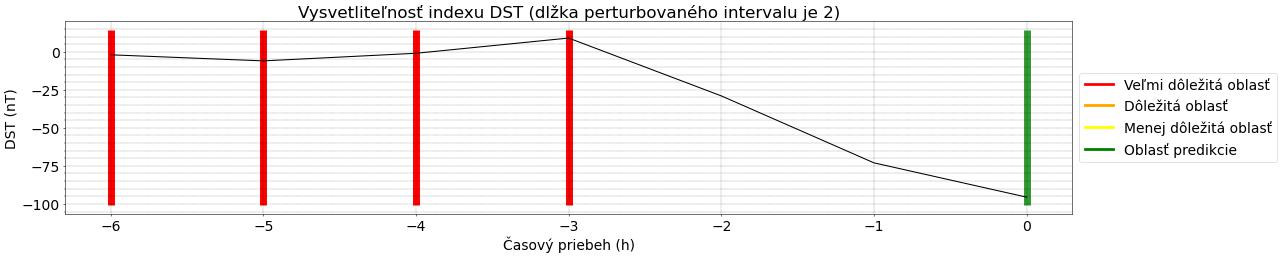 Vysvetliteľnosť indexu DST (dĺžka perturbovaného intervalu je 2)
DST (nT)
0
−25
−50
−75
−100
−6
−5
−4
−3
−2
−1
0
Časový priebeh (h)
Veľmi dôležitá oblasť
Dôležitá oblasť
Menej dôležitá oblasť
Oblasť predikcie